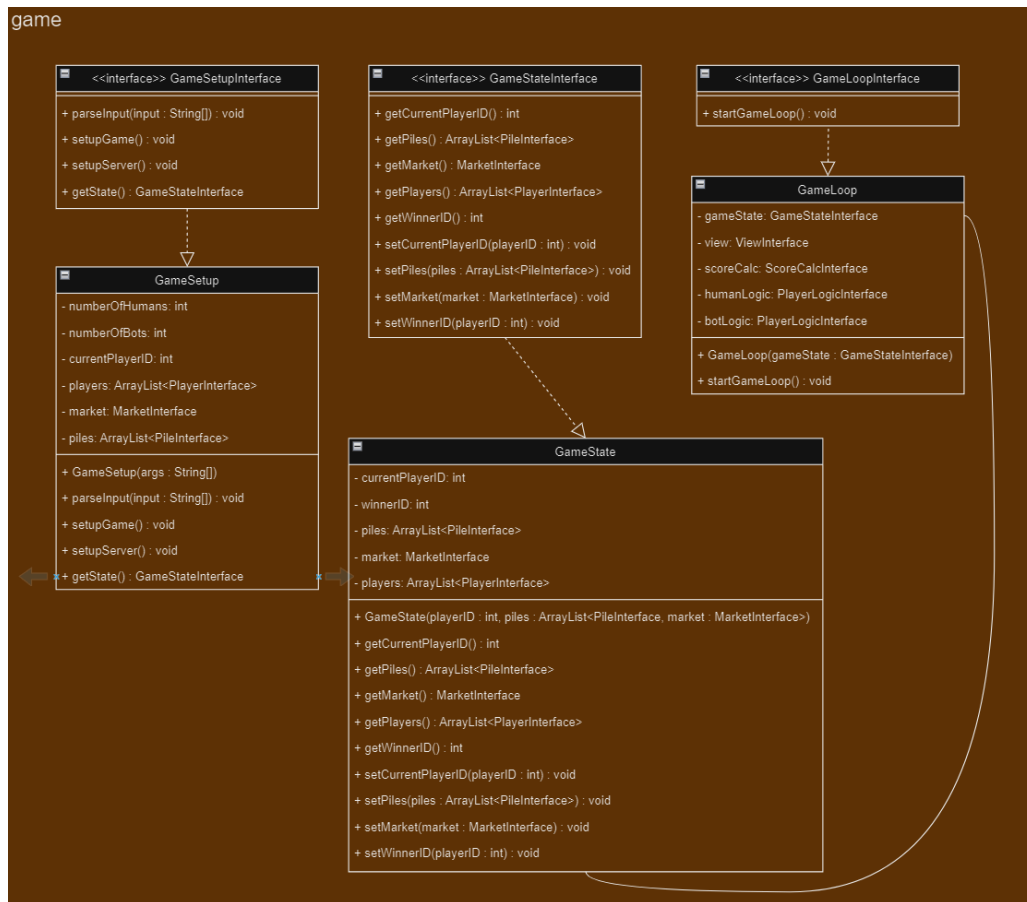 game
<<interface>> GameSetupInterface
+ parseInput(input : String[]) : void
+ setupGame() : void
+ setupServer() : void
+ getState() : GameStateInterface
GameSetup
- numberOfHumans: int
- numberOfBots: int
- currentPlayerID: int
- players: ArrayList<PlayerInterface>
- market: MarketInterface
- piles: ArrayList<PileInterface>
+ GameSetup(args : String[])
+ parseInput(input : String[]) : void
+ setupGame() : void
+ setupServer() : void
+ getState() : GameStateInterface
<<interface>> GameStateInterface
+ getCurrentPlayerID() : int
+ getPiles() : ArrayList<PileInterface>
+ getMarket() : MarketInterface
+ getPlayers() : ArrayList<PlayerInterface>
+ getWinnerID() : int
+ setCurrentPlayerID(playerID : int) : void
+ setPiles(piles : ArrayList<PileInterface>) : void
+ setMarket(market : MarketInterface) : void
+ setWinnerID(playerID : int) : void
GameState
- currentPlayerID: int
- winnerID: int
- piles: ArrayList<PileInterface>
- market: MarketInterface
- players: ArrayList<PlayerInterface>
+ GameState(playerID : int, piles : ArrayList<PileInterface, market : MarketInterface>)
+ getCurrentPlayerID() : int
+ getPiles() : ArrayList<PileInterface>
+ getMarket() : MarketInterface
+ getPlayers() : ArrayList<PlayerInterface>
+ getWinnerID() : int
+ setCurrentPlayerID(playerID : int) : void
+ setPiles(piles : ArrayList<PileInterface>) : void
+ setMarket(market : MarketInterface) : void
+ setWinnerID(playerID : int) : void
<<interface>> GameLoopInterface
+ startGameLoop() : void
GameLoop
- gameState: GameStateInterface
- view: ViewInterface
- scoreCalc: ScoreCalcInterface
- humanLogic: PlayerLogicInterface
- botLogic: PlayerLogicInterface
+ GameLoop(gameState : GameStateInterface)
+ startGameLoop() : void